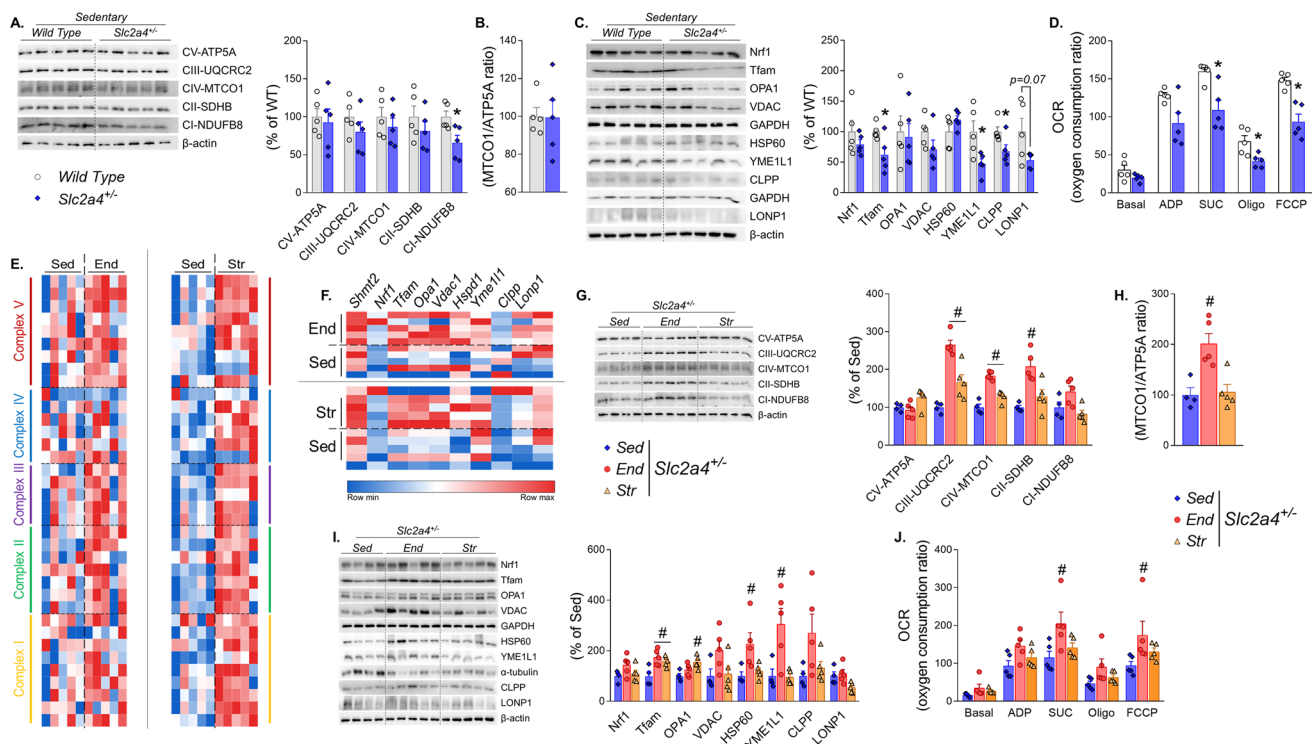 A.
Sedentary
Wild Type
Slc2a4+/-
CV-ATP5A
CIII-UQCRC2
CIV-MTCO1
CII-SDHB
CI-NDUFB8
β-actin
Wild Type
Slc2a4+/-
(% of WT)
200
150
100
50
0
*
CV-ATP5A
CIII-UQCRC2
CIV-MTCO1
CII-SDHB
CI-NDUFB8
B.
(MTCO1/ATP5A ratio)
140
120
100
80
60
C.
Sedentary
Wild Type
Slc2a4+/-
Nrf1
Tfam
OPA1
VDAC
GAPDH
HSP60
YME1L1
CLPP
GAPDH
LONP1
β-actin
(% of WT)
200
150
100
50
0
p=0.07
* * *
Nrf1
Tfam
OPA1
VDAC
HSP60
YME1L1
CLPP
LONP1
D.
OCR
(oxygen consumption ratio)
200
150
100
50
0
* * *
Basal ADP SUC Oligo FCCP
E.
Sed End
Sed Str
Complex V
Complex IV
Complex III
Complex II
Complex I
F.
Shmt2
Nrf1
Tfam
Opa1
Vdac1
Hspd1
Yme1l1
Clpp
Lonp1
End
Sed
Str
Sed
Row min Row max
G.
Slc2a4+/-
Sed End Str
CV-ATP5A
CIII-UQCRC2
CIV-MTCO1
CII-SDHB
CI-NDUFB8
β-actin
Sed
End
Str
Slc2a4+/-
(% of Sed)
400
300
200
100
0
# # #
CV-ATP5A
CIII-UQCRC2
CIV-MTCO1
CII-SDHB
CI-NDUFB8
H.
(MTCO1/ATP5A ratio)
300
200
100
0
#
Sed
End
Str
Slc2a4+/-
I.
Slc2a4+/-
Sed End Str
Nrf1
Tfam
OPA1
VDAC
GAPDH
HSP60
YME1L1
α-tubulin
CLPP
LONP1
β-actin
(% of Sed)
600
400
200
0
# # # #
Nrf1
Tfam
OPA1
VDAC
HSP60
YME1L1
CLPP
LONP1
J.
OCR
(oxygen consumption ratio)
400
300
200
100
0
# #
Basal ADP SUC Oligo FCCP